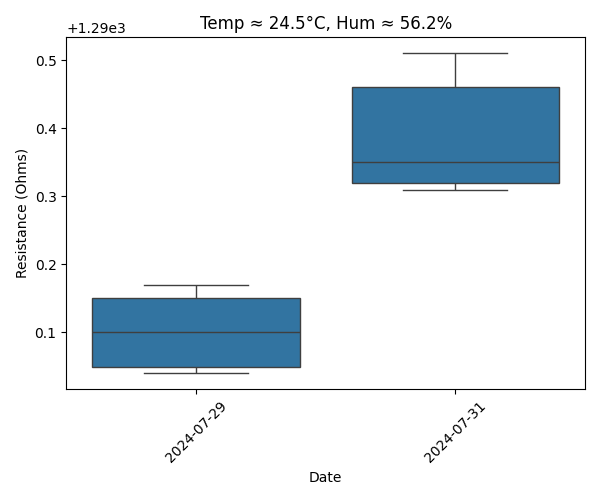 Temp ≈ 24.5°C, Hum ≈ 56.2%
+1.29e3
0.5
0.4
0.3
0.2
0.1
Resistance (Ohms)
2024-07-29
2024-07-31
Date